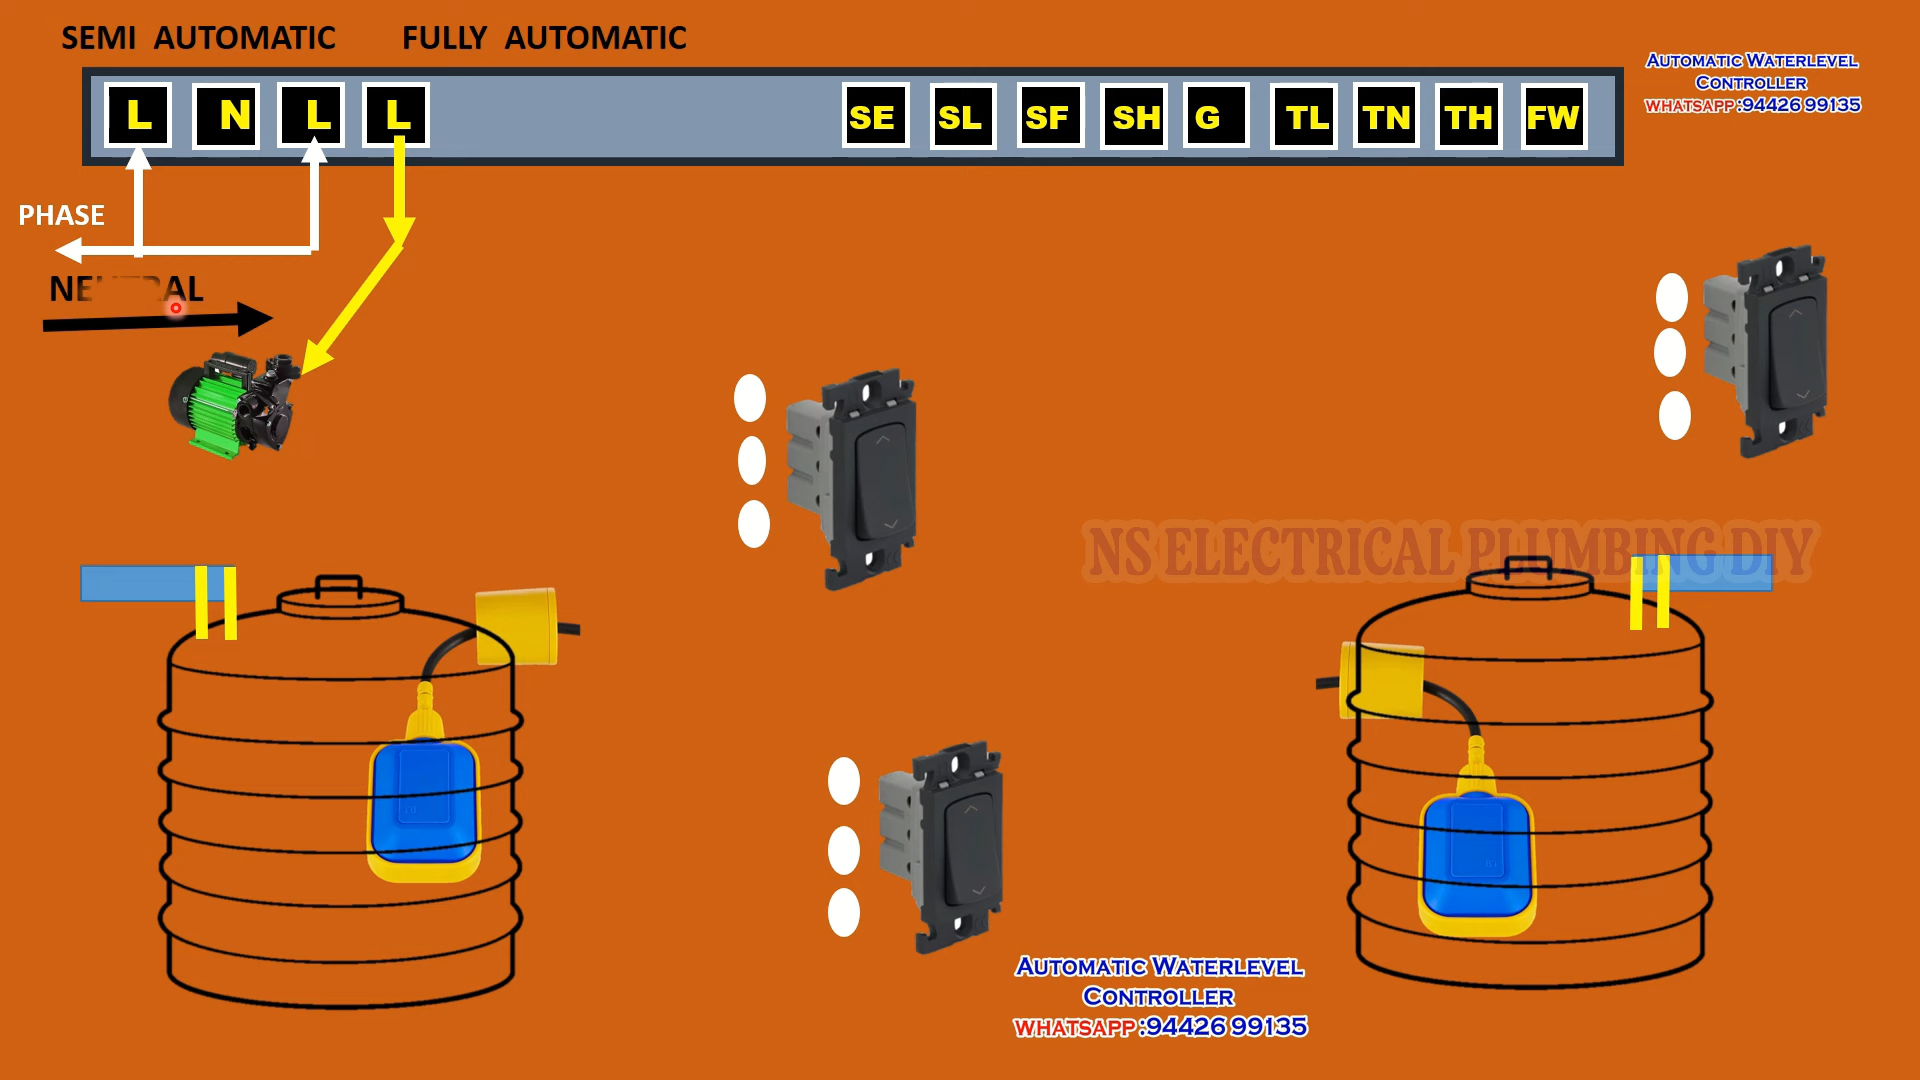 SEMI AUTOMATIC FULLY AUTOMATIC
L N L L SE SL SF SH G TL TN TH FW
Automatic Waterlevel
Controller
WHATSAPP :94426 99135
PHASE
NS ELECTRICAL PLUMBING DIY
Automatic Waterlevel
Controller
WHATSAPP :94426 99135